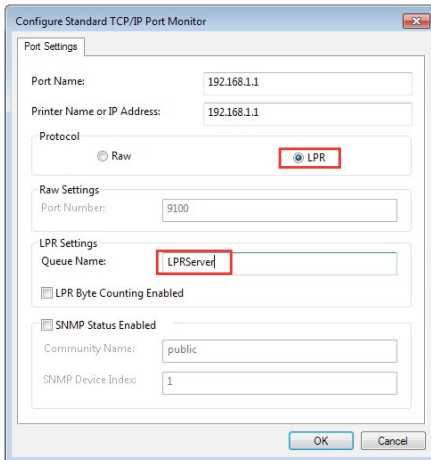 Configure Standard TCP/IP Port Monitor
Port Settings
Port Name: 192.168.1.1
Printer Name or IP Address: 192.168.1.1
Protocol
Raw LPR
Raw Settings
Port Number: 9100
LPR Settings
Queue Name: LPRServer
LPR Byte Counting Enabled
SNMP Status Enabled
Community Name: public
SNMP Device Index: 1
OK Cancel